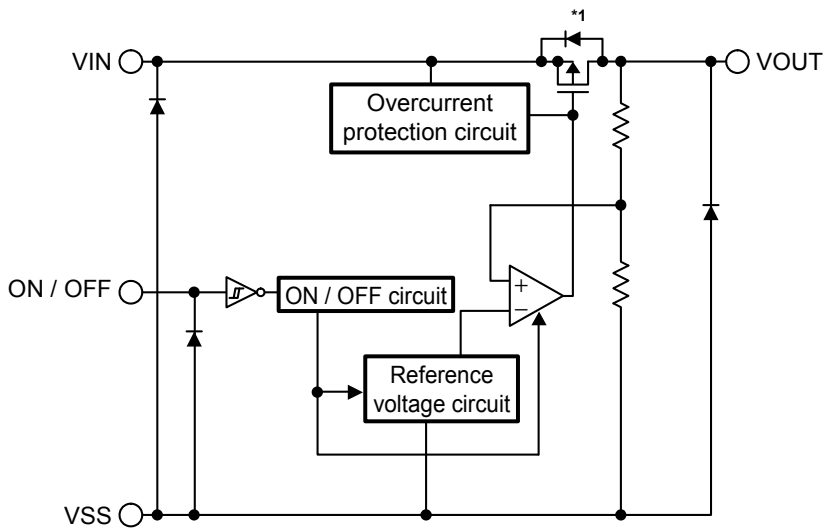 *1
VIN
VOUT
Overcurrent
protection circuit
ON / OFF
ON / OFF circuit
+
−
Reference
voltage circuit
VSS